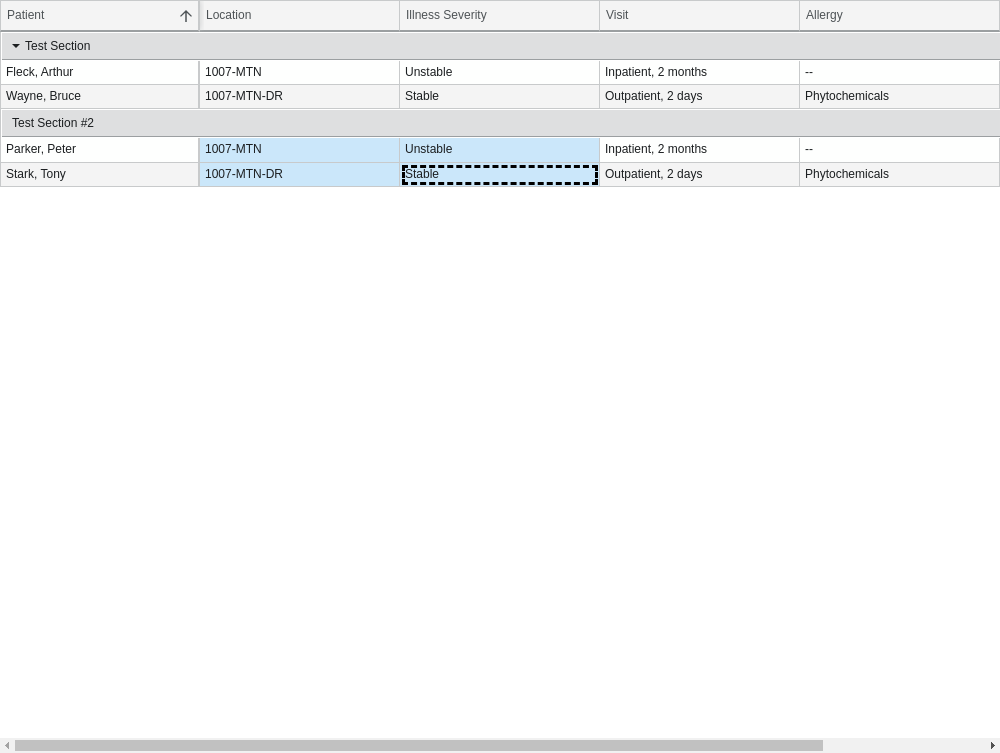 Patient Location Illness Severity Visit Allergy
Test Section
Fleck, Arthur 1007-MTN Unstable Inpatient, 2 months --
Wayne, Bruce 1007-MTN-DR Stable Outpatient, 2 days Phytochemicals
Test Section #2
Parker, Peter 1007-MTN Unstable Inpatient, 2 months --
Stark, Tony 1007-MTN-DR Stable Outpatient, 2 days Phytochemicals